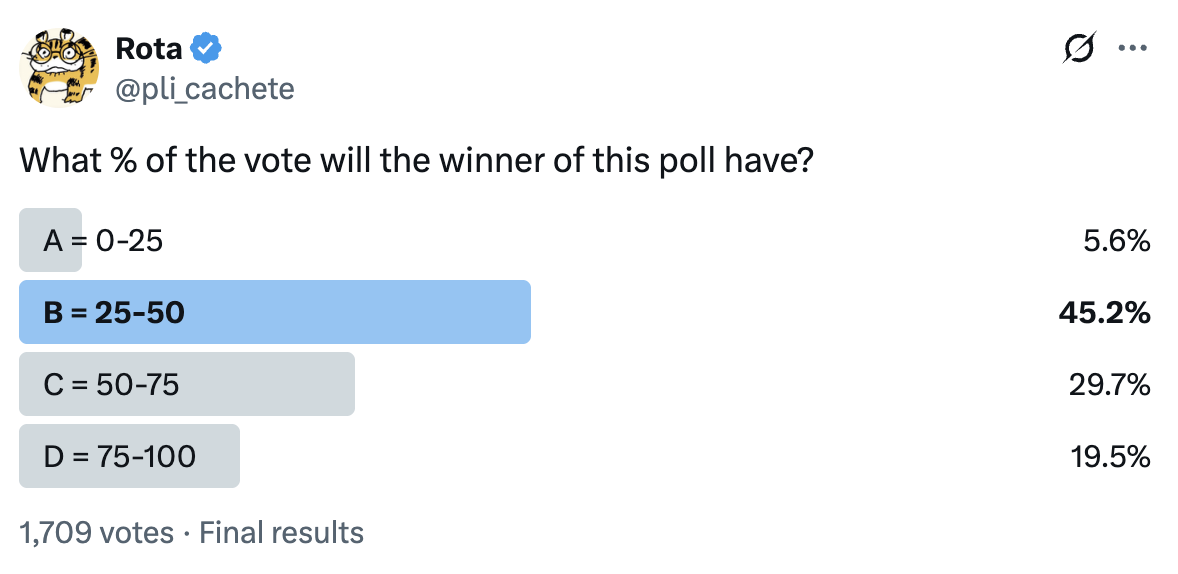 Rota
@pli_cachete
What % of the vote will the winner of this poll have?
A = 0-25 5.6%
B = 25-50 45.2%
C = 50-75 29.7%
D = 75-100 19.5%
1,709 votes · Final results